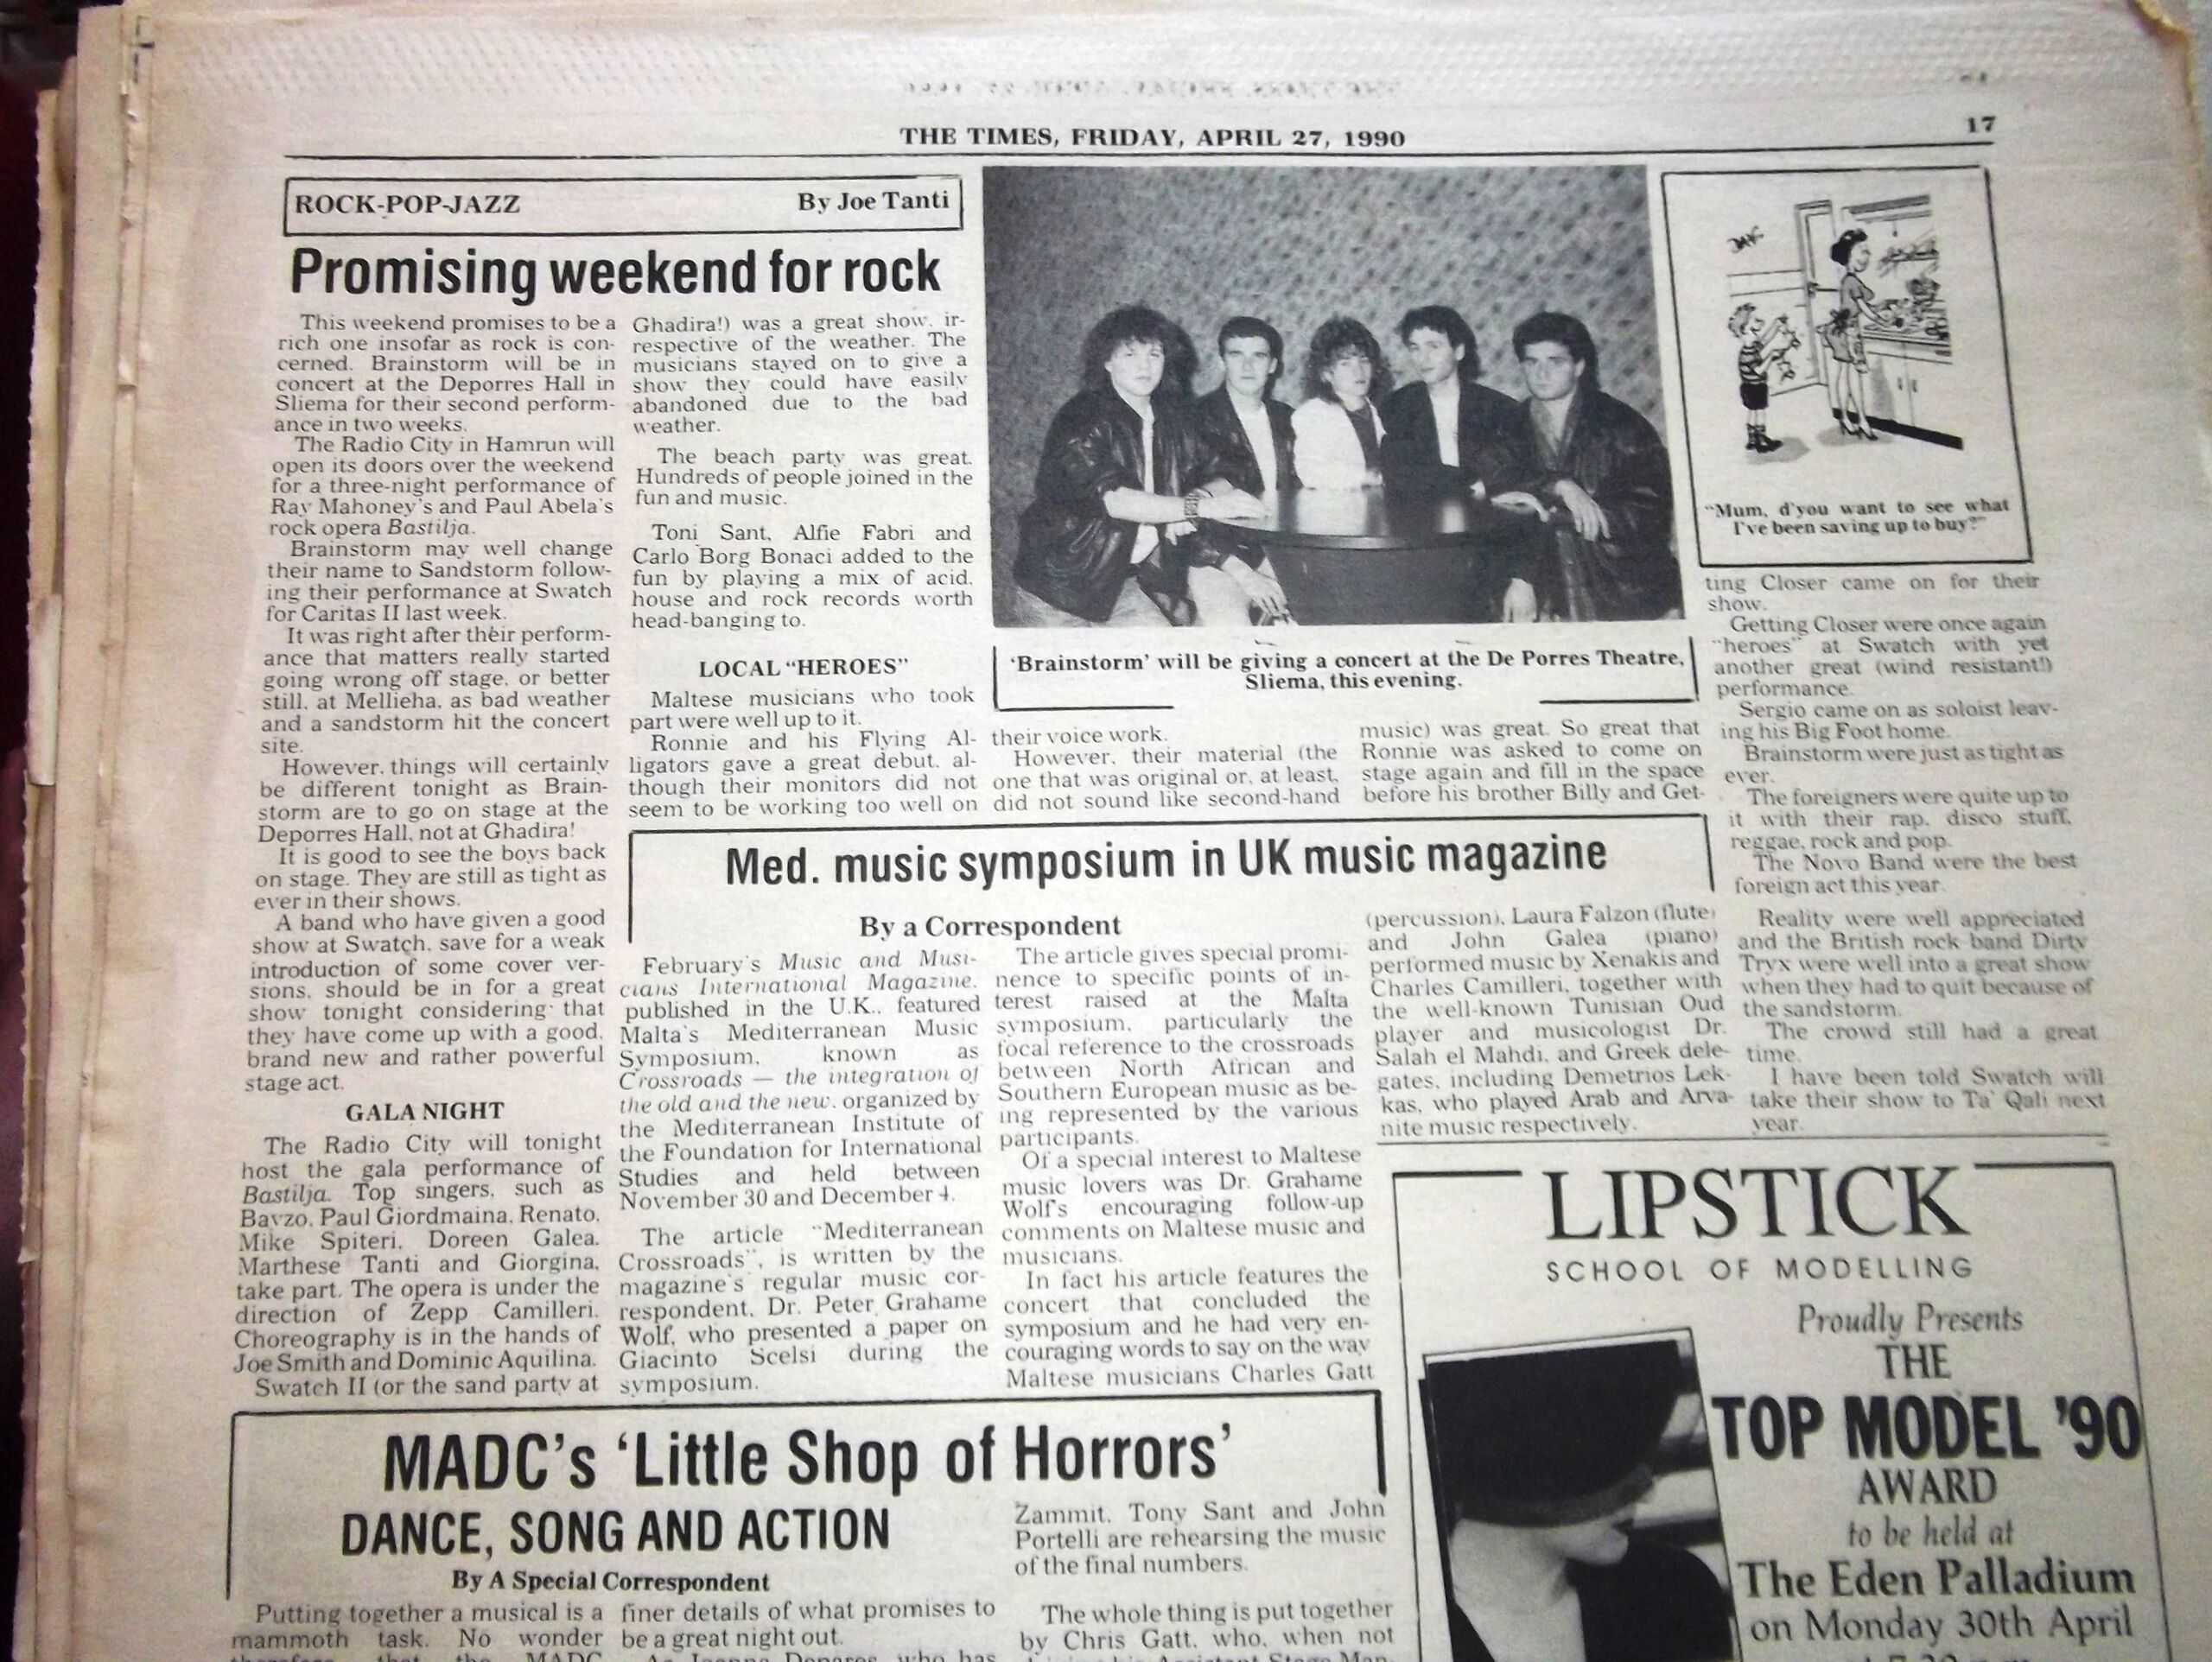 THE TIMES, FRIDAY, APRIL 27, 1990
17
ROCK-POP-JAZZ
By Joe Tanti
Promising weekend for rock
This weekend promises to be a
rich one insofar as rock is con-
cerned. Brainstorm will be in
concert at the Deporres Hall in
Sliema for their second perform-
ance in two weeks.
The Radio City in Hamrun will
open its doors over the weekend
for a three-night performance of
Ray Mahoney's and Paul Abela's
rock opera Bastilja.
Brainstorm may well change
their name to Sandstorm follow-
ing their performance at Swatch
for Caritas II last week.
It was right after their perform-
ance that matters really started
going wrong off stage, or better
still, at Mellieha, as bad weather
and a sandstorm hit the concert
site.
However, things will certainly
be different tonight as Brain-
storm are to go on stage at the
Deporres Hall, not at Ghadira!
It is good to see the boys back
on stage. They are still as tight as
ever in their shows.
A band who have given a good
show at Swatch, save for a weak
introduction of some cover ver-
sions, should be in for a great
show tonight considering that
they have come up with a good,
brand new and rather powerful
stage act.
GALA NIGHT
The Radio City will tonight
host the gala performance of
Bastilja. Top singers, such as
Bayzo, Paul Giordmaina, Renato,
Mike Spiteri, Doreen Galea,
Marthese Tanti and Giorgina,
take part. The opera is under the
direction of Zepp Camilleri.
Choreography is in the hands of
Joe Smith and Dominic Aquilina.
Swatch II (or the sand party at
Ghadira!) was a great show, ir-
respective of the weather. The
musicians stayed on to give a
show they could have easily
abandoned due to the bad
weather.
The beach party was great.
Hundreds of people joined in the
fun and music.
Toni Sant, Alfie Fabri and
Carlo Borg Bonaci added to the
fun by playing a mix of acid,
house and rock records worth
head-banging to.
LOCAL "HEROES"
Maltese musicians who took
part were well up to it.
Ronnie and his Flying Al-
ligators gave a great debut, al-
though their monitors did not
seem to be working too well on
their voice work.
However, their material (the
one that was original or, at least,
did not sound like second-hand
music) was great. So great that
Ronnie was asked to come on
stage again and fill in the space
before his brother Billy and Get-
ting Closer came on for their
show.
Getting Closer were once again
"heroes" at Swatch with yet
another great (wind resistant!)
performance.
Sergio came on as soloist leav-
ing his Big Foot home.
Brainstorm were just as tight as
ever.
The foreigners were quite up to
it with their rap, disco stuff,
reggae, rock and pop.
The Novo Band were the best
foreign act this year.
Reality were well appreciated
and the British rock band Dirty
Tryx were well into a great show
when they had to quit because of
the sandstorm.
The crowd still had a great
time.
I have been told Swatch will
take their show to Ta' Qali next
year.
'Brainstorm' will be giving a concert at the De Porres Theatre,
Sliema, this evening.
"Mum, d'you want to see what
I've been saving up to buy?"
Med. music symposium in UK music magazine
By a Correspondent
February's Music and Musi-
cians International Magazine,
published in the U.K., featured
Malta's Mediterranean Music
Symposium, known as
Crossroads — the integration of
the old and the new, organized by
the Mediterranean Institute of
the Foundation for International
Studies and held between
November 30 and December 4.
The article "Mediterranean
Crossroads", is written by the
magazine's regular music cor-
respondent, Dr. Peter Grahame
Wolf, who presented a paper on
Giacinto Scelsi during the
symposium.
The article gives special promi-
nence to specific points of in-
terest raised at the Malta
symposium, particularly the
focal reference to the crossroads
between North African and
Southern European music as be-
ing represented by the various
participants.
Of a special interest to Maltese
music lovers was Dr. Grahame
Wolf's encouraging follow-up
comments on Maltese music and
musicians.
In fact his article features the
concert that concluded the
symposium and he had very en-
couraging words to say on the way
Maltese musicians Charles Gatt
(percussion), Laura Falzon (flute)
and John Galea (piano)
performed music by Xenakis and
Charles Camilleri, together with
the well-known Tunisian Oud
player and musicologist Dr.
Salah el Mahdi, and Greek dele-
gates, including Demetrios Lek-
kas, who played Arab and Arva-
nite music respectively.
MADC's 'Little Shop of Horrors'
DANCE, SONG AND ACTION
By A Special Correspondent
Putting together a musical is a
mammoth task. No wonder
that the MADC
finer details of what promises to
be a great night out.
who has
Zammit, Tony Sant and John
Portelli are rehearsing the music
of the final numbers.
The whole thing is put together
by Chris Gatt, who, when not
LIPSTICK
SCHOOL OF MODELLING
Proudly Presents
THE
TOP MODEL '90
AWARD
to be held at
The Eden Palladium
on Monday 30th April